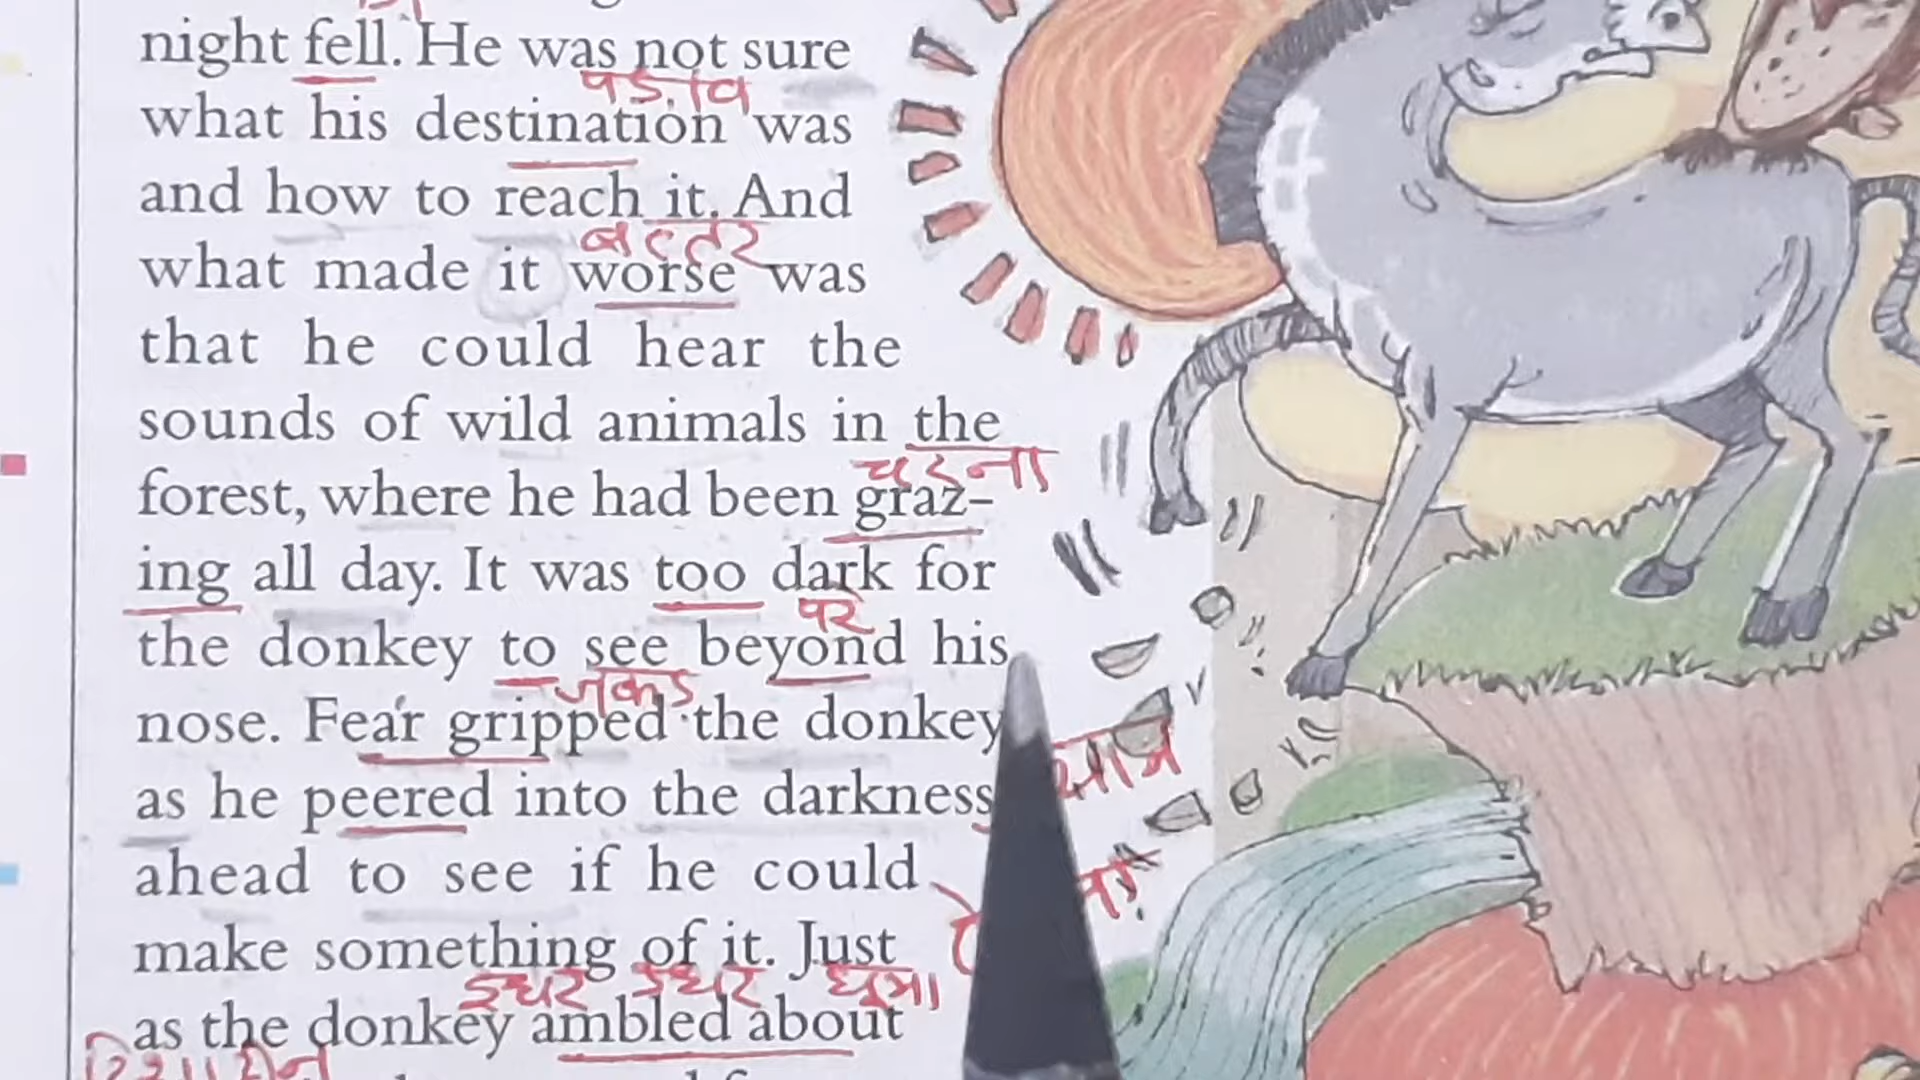 night fell. He was not sure
पडाव
what his destination was
and how to reach it. And
बदतर
what made it worse was
that he could hear the
sounds of wild animals in the
चरना
forest, where he had been graz-
ing all day. It was too dark for
परे
the donkey to see beyond his
जकड
nose. Fear gripped the donkey
as he peered into the darkness
ahead to see if he could
make something of it. Just
इधर उधर घूमा
as the donkey ambled about